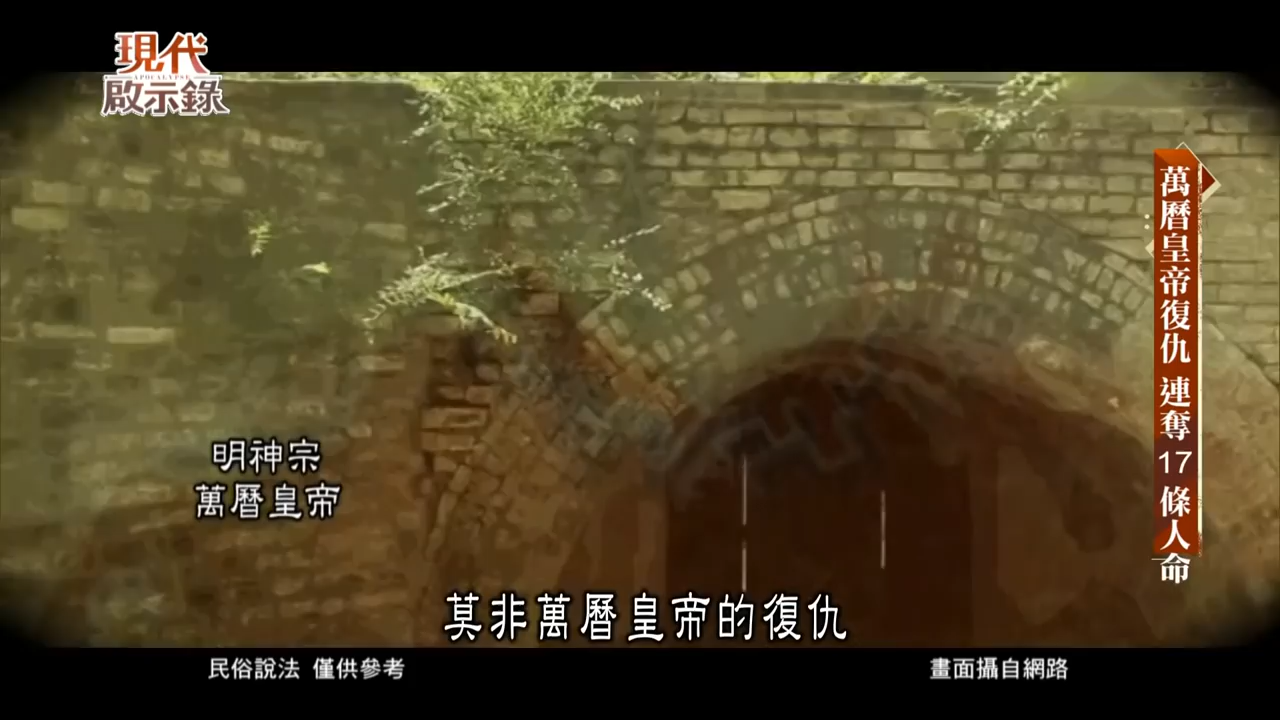 現代
APOCALYPSE
啟示錄
萬曆皇帝復仇 連奪17條人命
明神宗
萬曆皇帝
莫非萬曆皇帝的復仇
民俗說法 僅供參考
畫面攝自網路